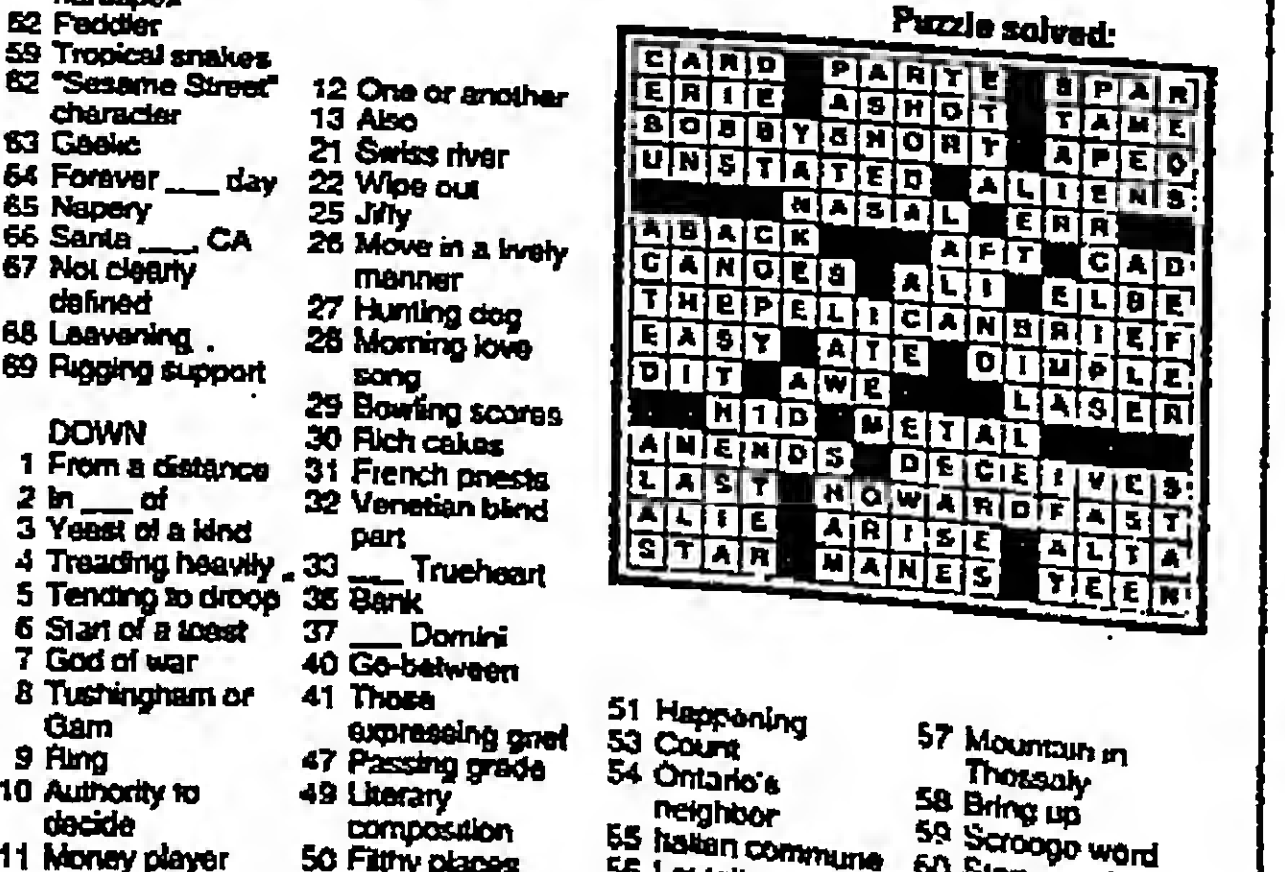 52 Peddler
59 Tropical snakes
62 "Sesame Street"
character
63 Gaelic
64 Forever ___ day
65 Napery
66 Santa ___, CA
67 Not clearly
defined
68 Leavening
69 Rigging support
DOWN
1 From a distance
2 In ___ of
3 Yeast of a kind
4 Treading heavily
5 Tending to droop
6 Start of a toast
7 God of war
8 Tushingham or
Gam
9 Fling
10 Authority to
decide
11 Money player
12 One or another
13 Also
21 Swiss river
22 Wipe out
25 Jiffy
26 Move in a lively
manner
27 Hunting dog
28 Morning love
song
29 Bowling scores
30 Rich cakes
31 French priests
32 Venetian blind
part
33 ___ Trueheart
36 Bank
37 ___ Domini
40 Go-between
41 Those
expressing grief
47 Passing grade
49 Literary
composition
50 Filthy places
Puzzle solved:
CARD PARTE SPAR
ERIE ASHOT TAME
BOBBYSHORT APED
UNSTATED ALIENS
NASAL ERR
ABACK AFT CAD
CANOES ALI ELBE
THEPELICANBRIEF
EASY ATE DIMPLE
DIT AWE LASER
HID METAL
AMENDS DECEIVES
LAST HOWARDFAST
ALIE ARISE ALTA
STAR MANES TEEN
51 Happening
53 Count
54 Ontario's
neighbor
55 Italian commune
57 Mountain in
Thessaly
58 Bring up
59 Scrooge word